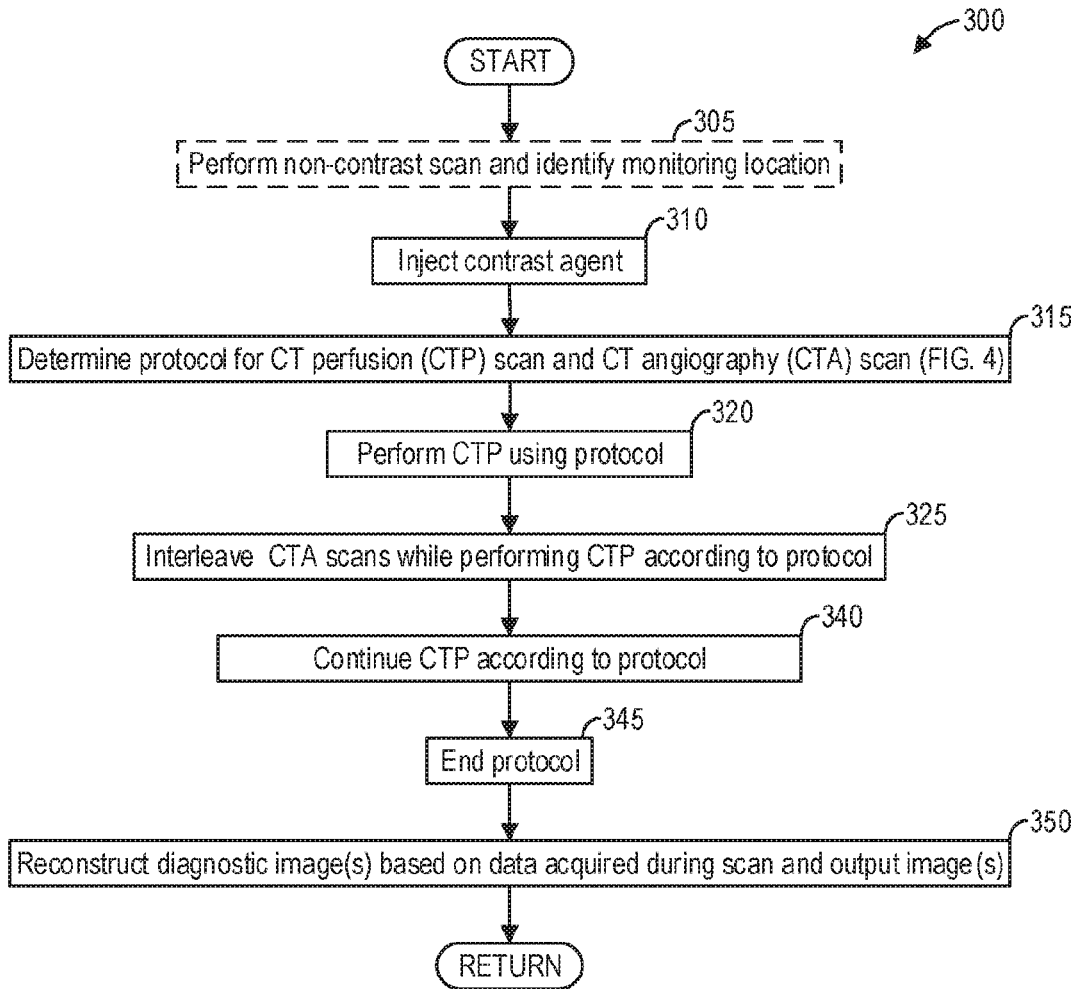 300
START
305
Perform non-contrast scan and identify monitoring location
310
Inject contrast agent
315
Determine protocol for CT perfusion (CTP) scan and CT angiography (CTA) scan (FIG. 4)
320
Perform CTP using protocol
325
Interleave CTA scans while performing CTP according to protocol
340
Continue CTP according to protocol
345
End protocol
350
Reconstruct diagnostic image(s) based on data acquired during scan and output image(s)
RETURN